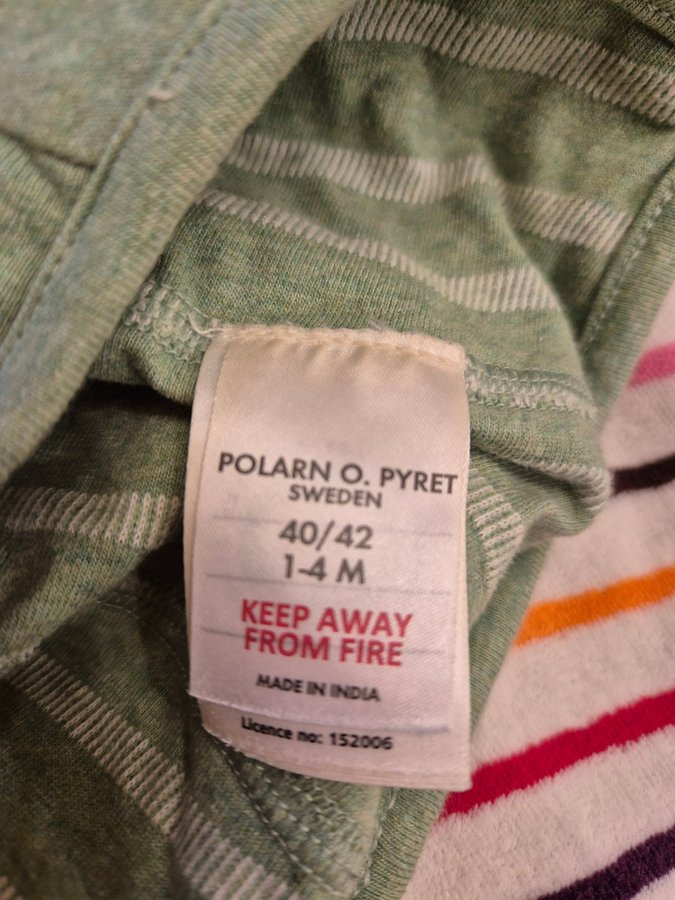 POLARN O. PYRET
SWEDEN
40/42
1-4 M
KEEP AWAY
FROM FIRE
MADE IN INDIA
Licence no: 152006